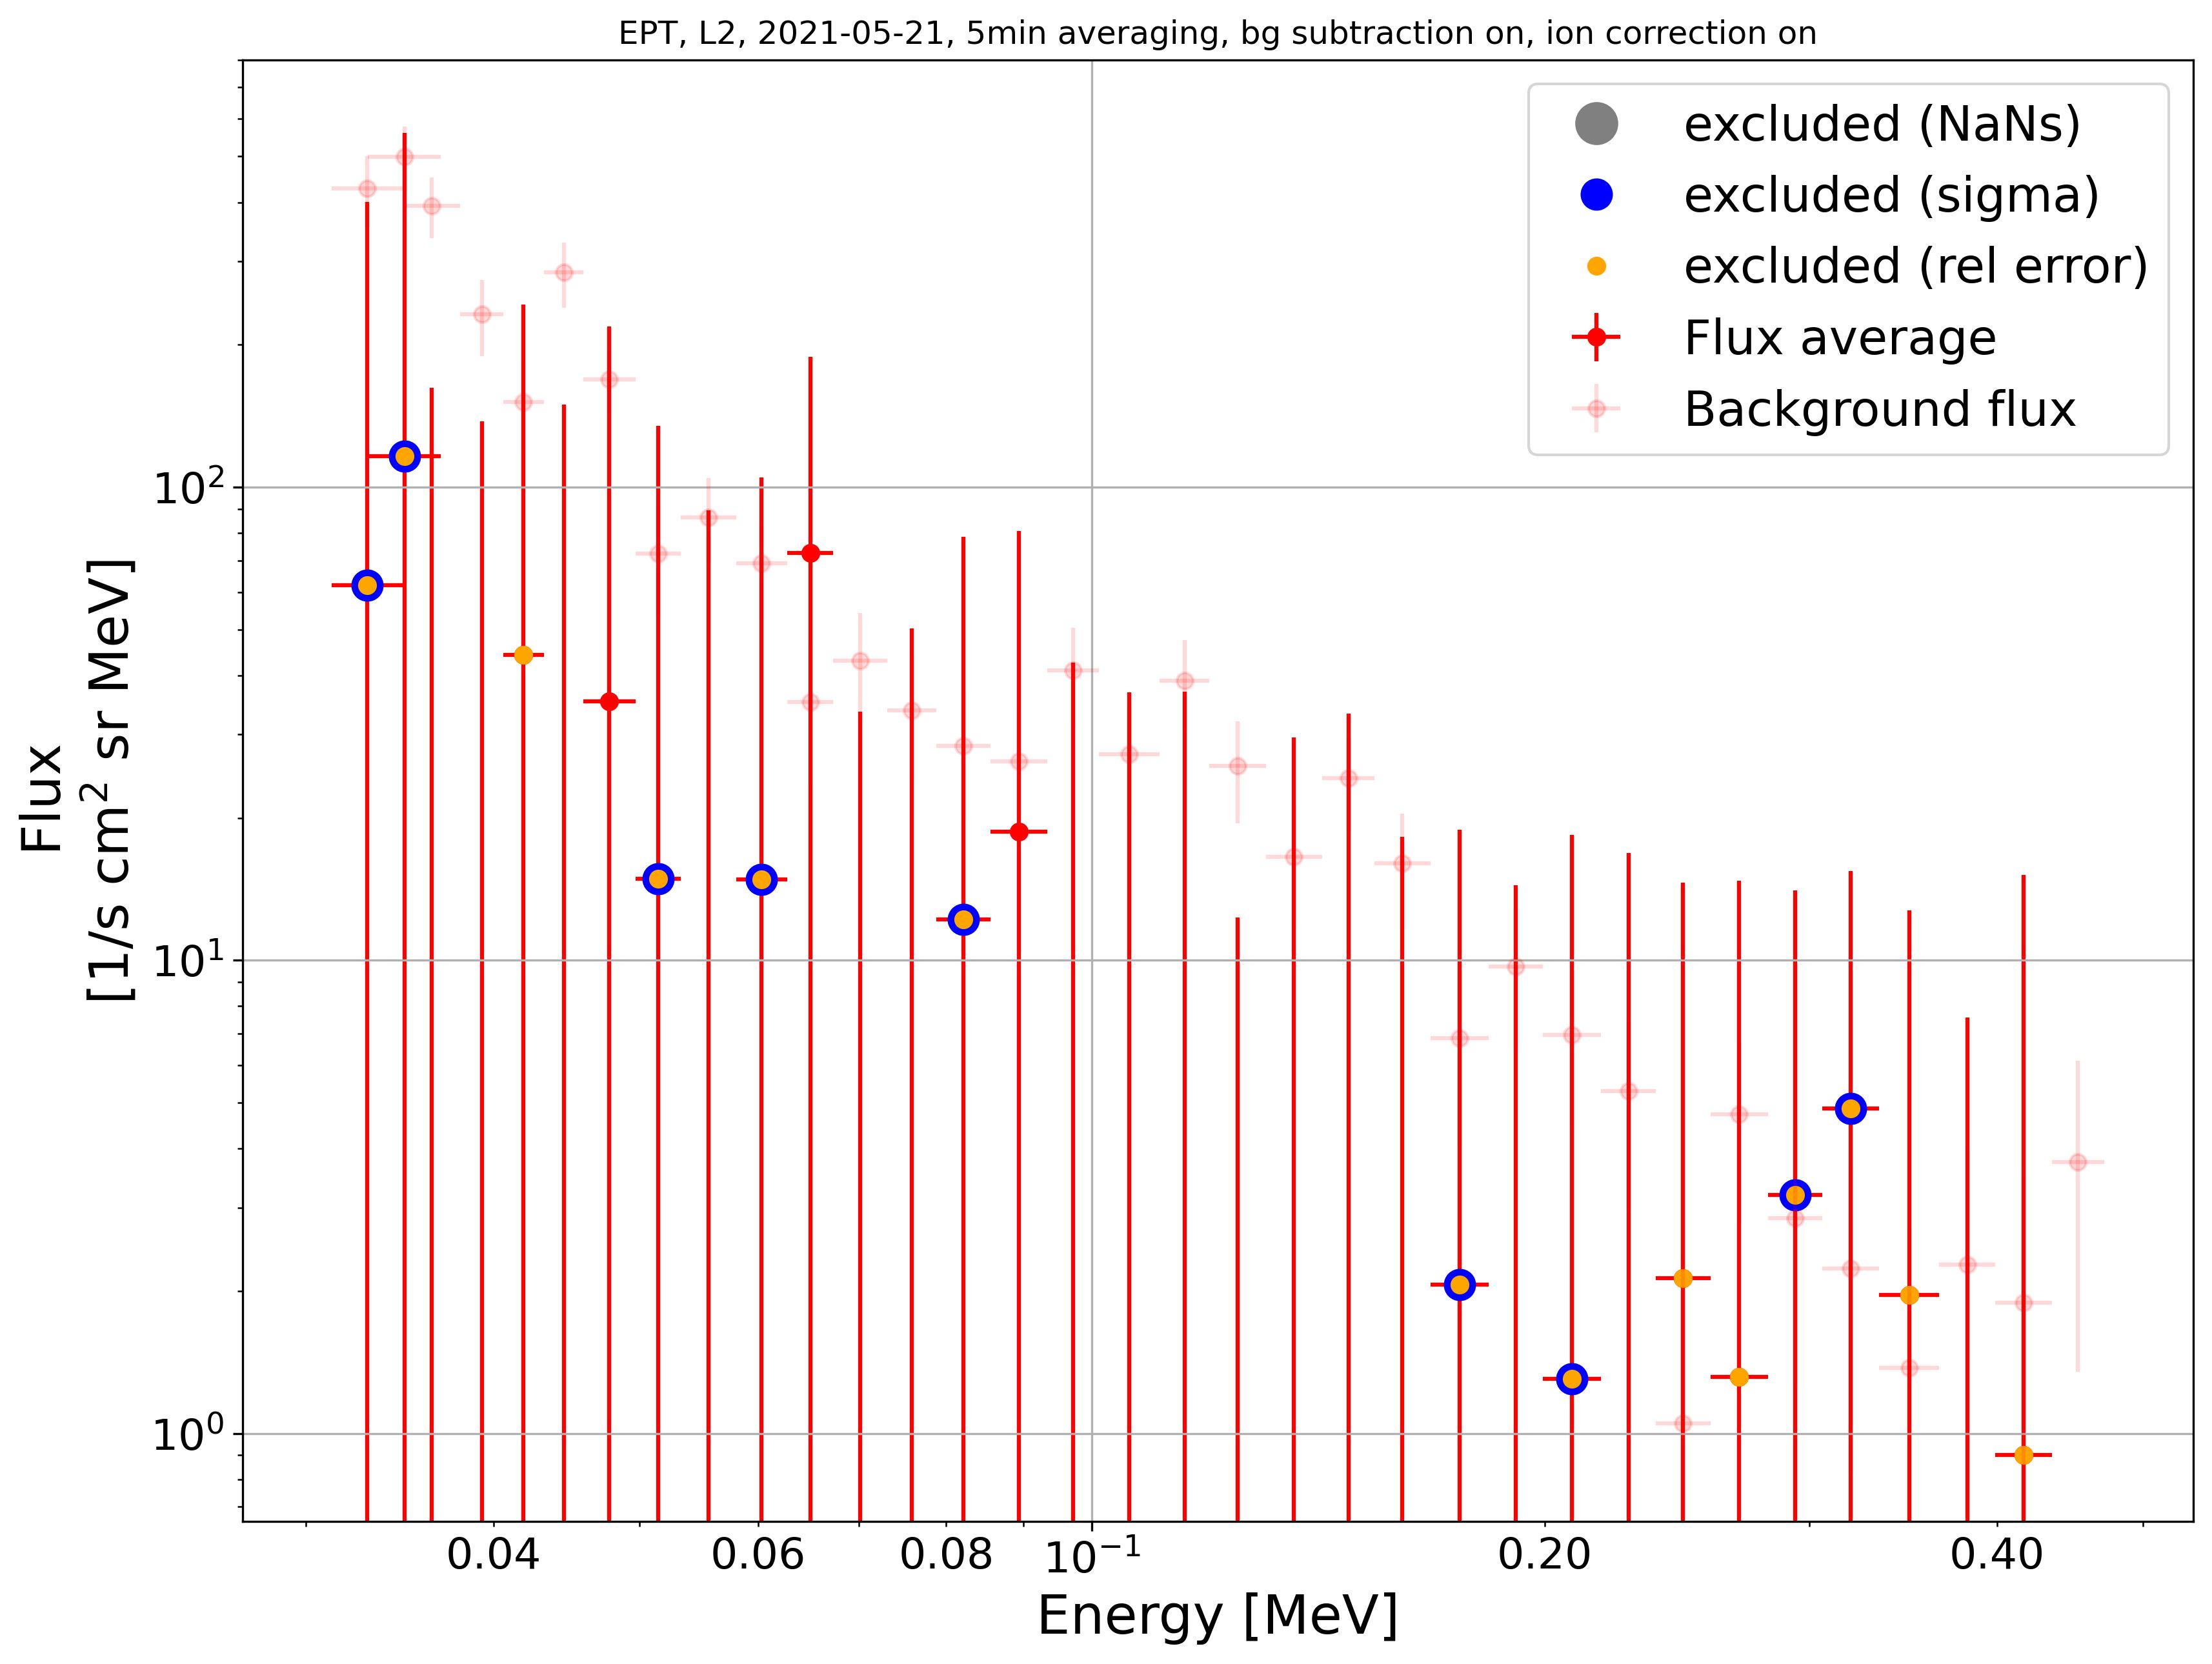 EPT, L2, 2021-05-21, 5min averaging, bg subtraction on, ion correction on
excluded (NaNs)
excluded (sigma)
excluded (rel error)
Flux average
Background flux
10²
10¹
10⁰
Flux
[1/s cm² sr MeV]
0.04 0.06 0.08 10⁻¹ 0.20 0.40
Energy [MeV]